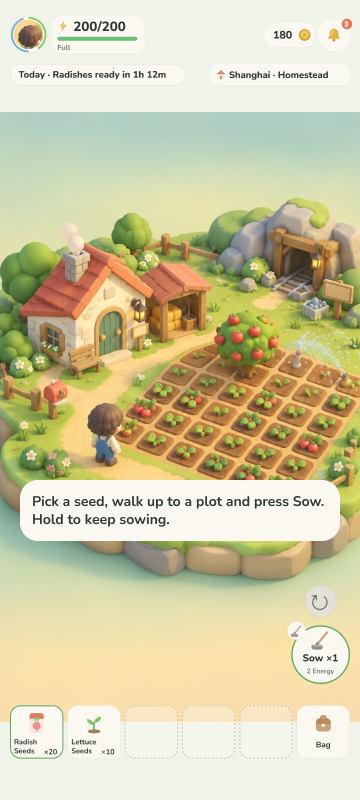 200/200
Full
180
3
Today · Radishes ready in 1h 12m
Shanghai · Homestead
Pick a seed, walk up to a plot and press Sow.
Hold to keep sowing.
Sow ×1
2 Energy
Radish
Seeds ×20
Lettuce
Seeds ×10
Bag